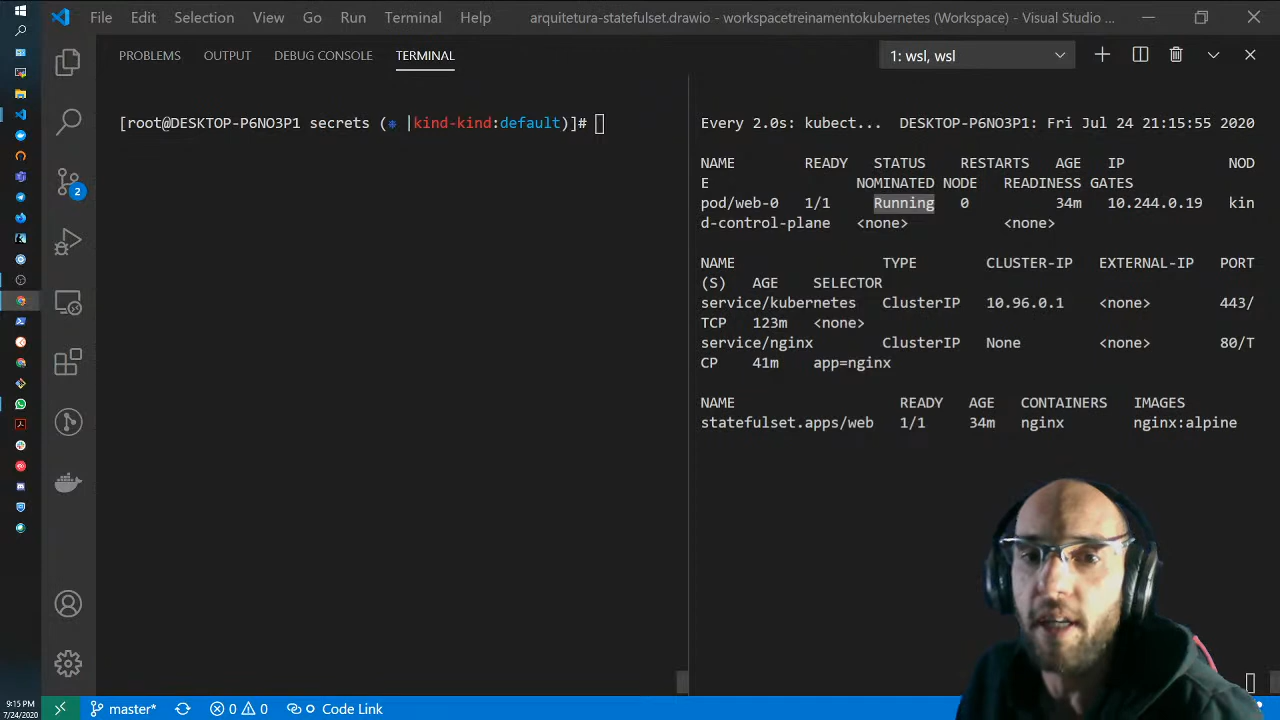 File Edit Selection View Go Run Terminal Help arquitetura-statefulset.drawio - workspacetreinamentokubernetes (Workspace) - Visual Studio ...
PROBLEMS OUTPUT DEBUG CONSOLE TERMINAL 1: wsl, wsl
[root@DESKTOP-P6NO3P1 secrets (⎈ |kind-kind:default)]#
Every 2.0s: kubect... DESKTOP-P6NO3P1: Fri Jul 24 21:15:55 2020
NAME READY STATUS RESTARTS AGE IP NOD
E NOMINATED NODE READINESS GATES
pod/web-0 1/1 Running 0 34m 10.244.0.19 kin
d-control-plane <none> <none>
NAME TYPE CLUSTER-IP EXTERNAL-IP PORT
(S) AGE SELECTOR
service/kubernetes ClusterIP 10.96.0.1 <none> 443/
TCP 123m <none>
service/nginx ClusterIP None <none> 80/T
CP 41m app=nginx
NAME READY AGE CONTAINERS IMAGES
statefulset.apps/web 1/1 34m nginx nginx:alpine
2
9:15 PM
7/24/2020
master* 0 0 Code Link